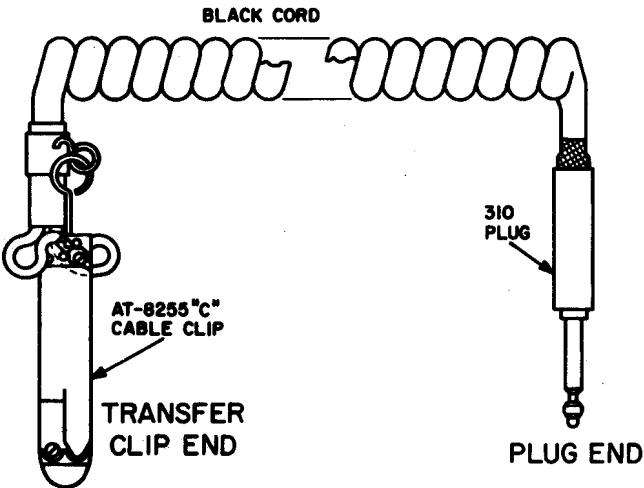 BLACK CORD
310
PLUG
AT-8255"C"
CABLE CLIP
TRANSFER
CLIP END
PLUG END